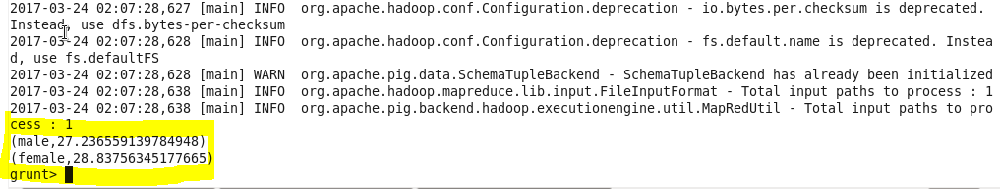 2017-03-24 02:07:28,627 [main] INFO  org.apache.hadoop.conf.Configuration.deprecation - io.bytes.per.checksum is deprecated.
Instead, use dfs.bytes-per-checksum
2017-03-24 02:07:28,628 [main] INFO  org.apache.hadoop.conf.Configuration.deprecation - fs.default.name is deprecated. Instea
d, use fs.defaultFS
2017-03-24 02:07:28,628 [main] WARN  org.apache.pig.data.SchemaTupleBackend - SchemaTupleBackend has already been initialized
2017-03-24 02:07:28,638 [main] INFO  org.apache.hadoop.mapreduce.lib.input.FileInputFormat - Total input paths to process : 1
2017-03-24 02:07:28,638 [main] INFO  org.apache.pig.backend.hadoop.executionengine.util.MapRedUtil - Total input paths to pro
cess : 1
(male,27.236559139784948)
(female,28.83756345177665)
grunt>